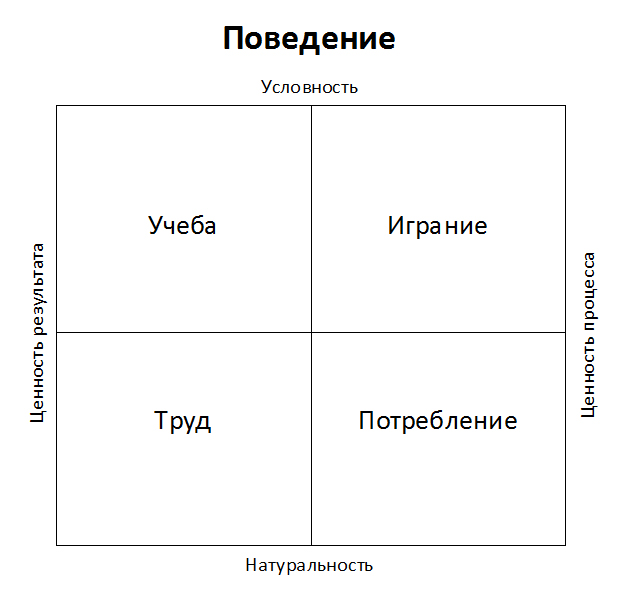 Поведение
Условность
Учеба
Играние
Ценность результата
Ценность процесса
Труд
Потребление
Натуральность